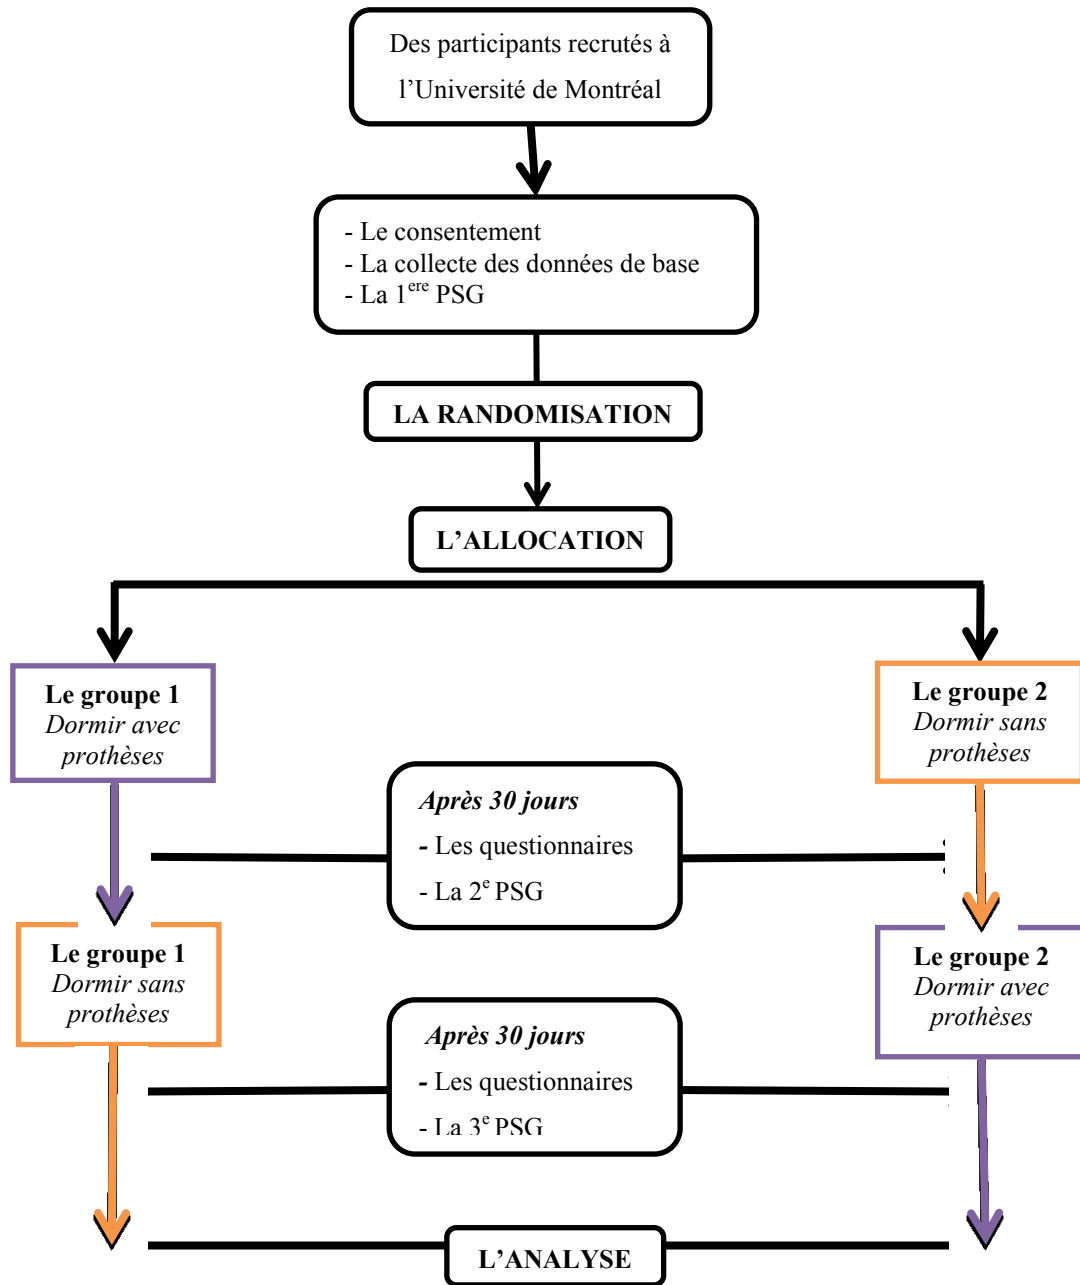 Des participants recrutés à
l'Université de Montréal
- Le consentement
- La collecte des données de base
- La 1ere PSG
LA RANDOMISATION
L'ALLOCATION
Le groupe 1
Dormir avec
prothèses
Le groupe 2
Dormir sans
prothèses
Après 30 jours
- Les questionnaires
- La 2e PSG
Le groupe 1
Dormir sans
prothèses
Le groupe 2
Dormir avec
prothèses
Après 30 jours
- Les questionnaires
- La 3e PSG
L'ANALYSE